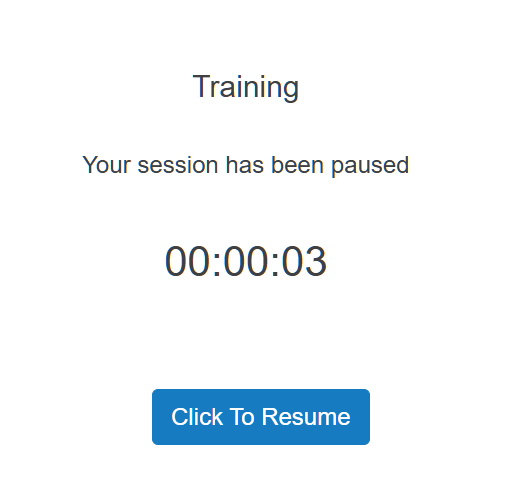 Training
Your session has been paused
00:00:03
Click To Resume